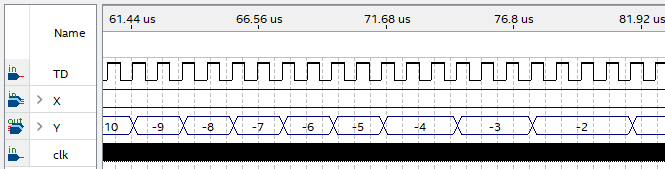 61.44 us 66.56 us 71.68 us 76.8 us 81.92 us
Name
in TD
in X
out Y 10 -9 -8 -7 -6 -5 -4 -3 -2
in clk